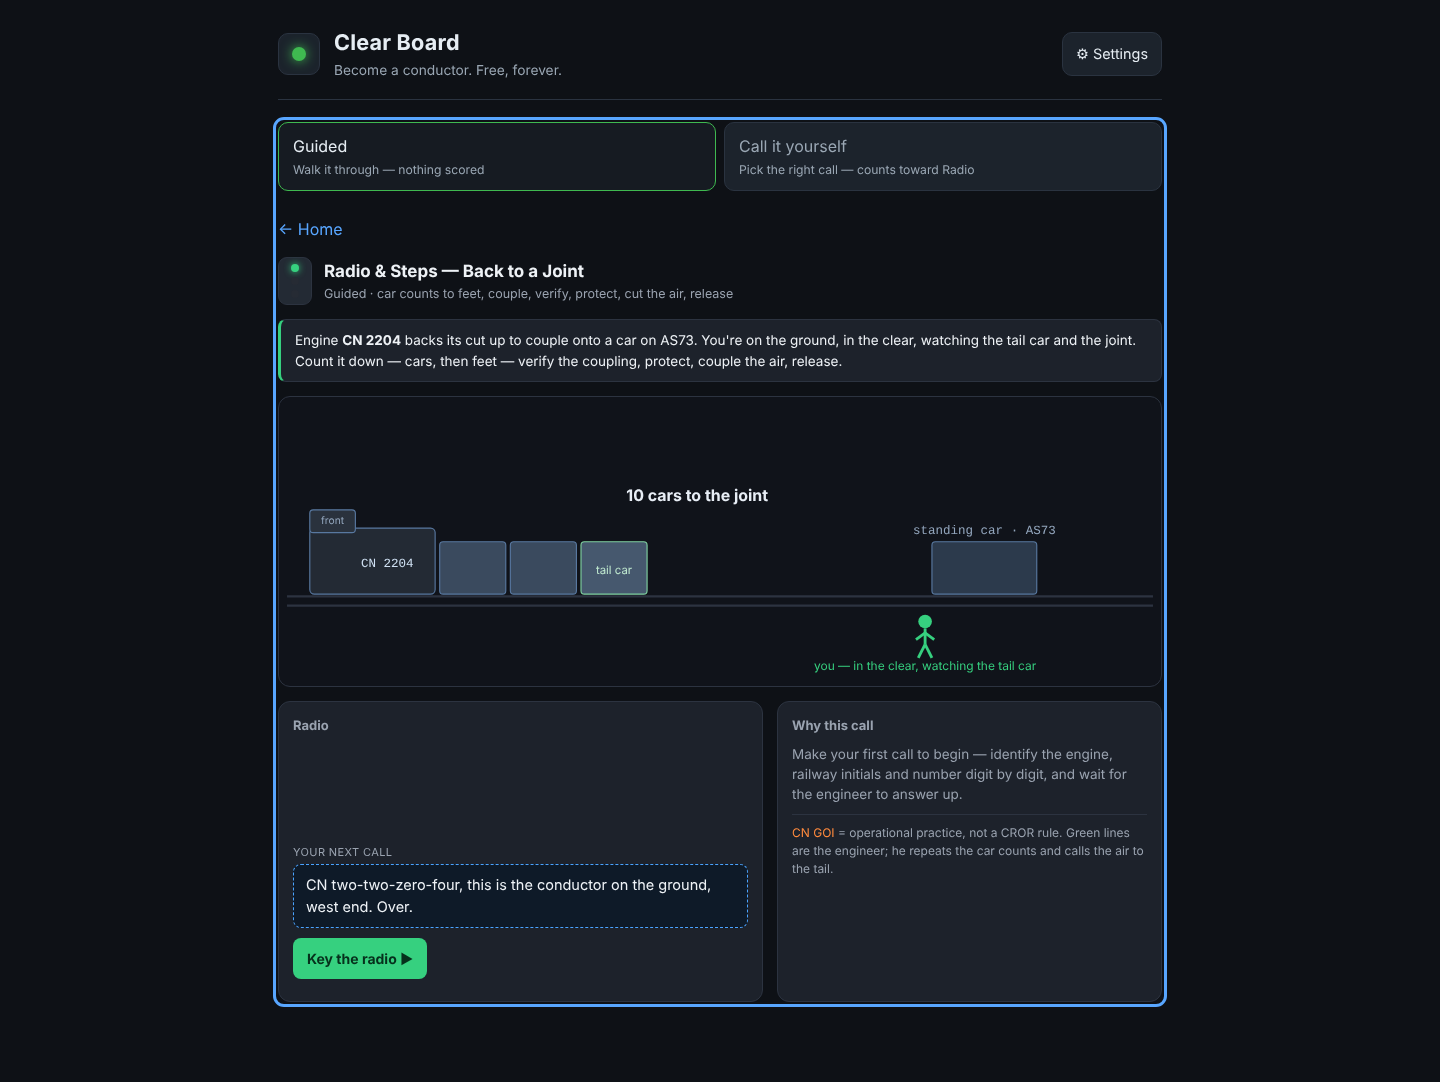 Clear Board
Become a conductor. Free, forever.
⚙ Settings
Guided
Walk it through — nothing scored
Call it yourself
Pick the right call — counts toward Radio
← Home
Radio & Steps — Back to a Joint
Guided · car counts to feet, couple, verify, protect, cut the air, release
Engine CN 2204 backs its cut up to couple onto a car on AS73. You're on the ground, in the clear, watching the tail car and the joint.
Count it down — cars, then feet — verify the coupling, protect, couple the air, release.
10 cars to the joint
front
CN 2204
tail car
standing car · AS73
you — in the clear, watching the tail car
Radio
YOUR NEXT CALL
CN two-two-zero-four, this is the conductor on the ground,
west end. Over.
Key the radio ▶
Why this call
Make your first call to begin — identify the engine,
railway initials and number digit by digit, and wait for
the engineer to answer up.
CN GOI = operational practice, not a CROR rule. Green lines
are the engineer; he repeats the car counts and calls the air to
the tail.